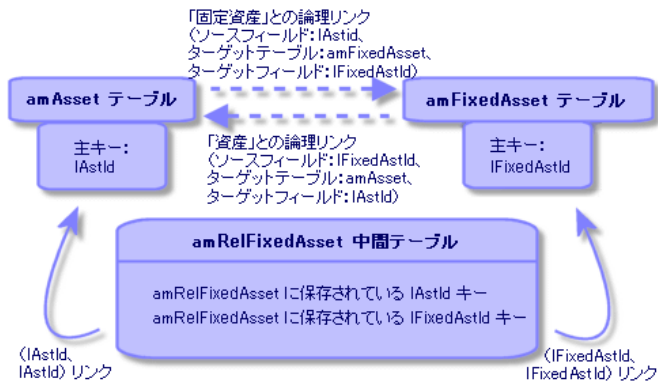 「固定資産」との論理リンク
(ソースフィールド:lAstid、
ターゲットテーブル:amFixedAsset、
ターゲットフィールド:lFixedAstId)
amAsset テーブル
amFixedAsset テーブル
主キー:
lAstId
「資産」との論理リンク
(ソースフィールド:lFixedAstId、
ターゲットテーブル:amAsset、
ターゲットフィールド:lAstId)
主キー:
lFixedAstId
amRelFixedAsset 中間テーブル
amRelFixedAsset に保存されている lAstId キー
amRelFixedAsset に保存されている lFixedAstId キー
(lAstId、
lAstId) リンク
(lFixedAstId、
lFixedAstId) リンク